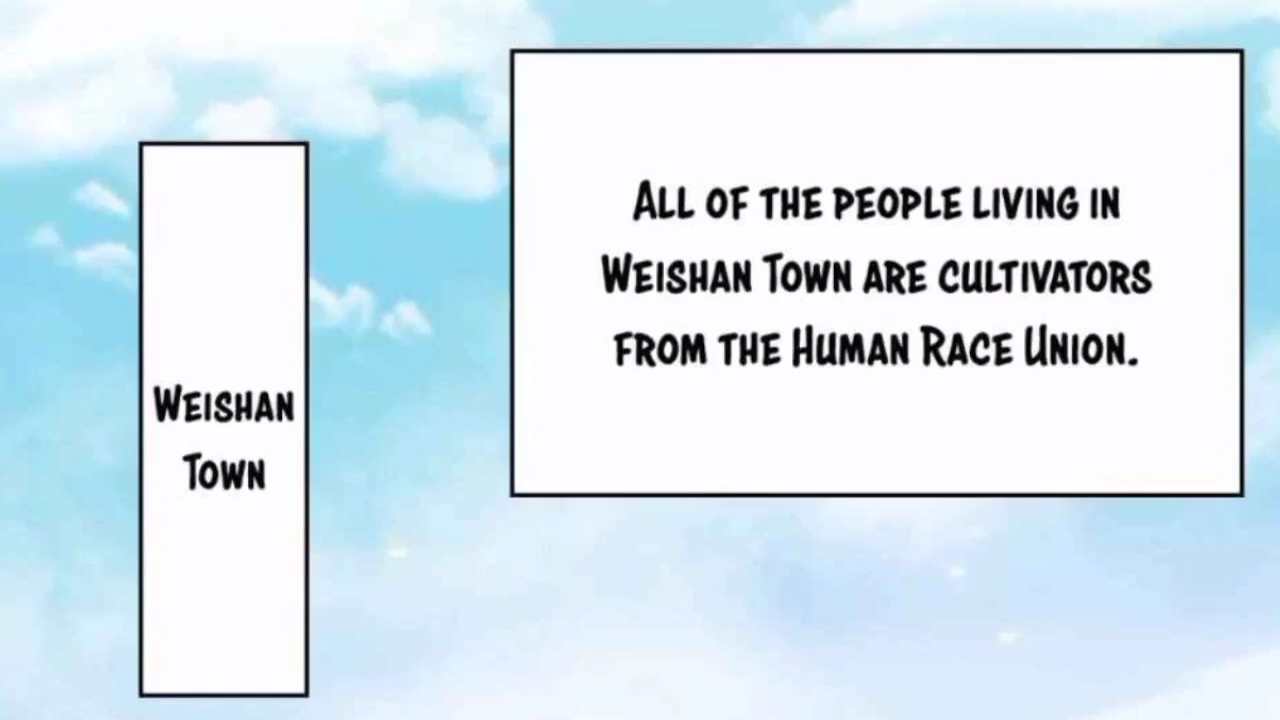 Weishan
Town
All of the people living in
Weishan Town are cultivators
from the Human Race Union.